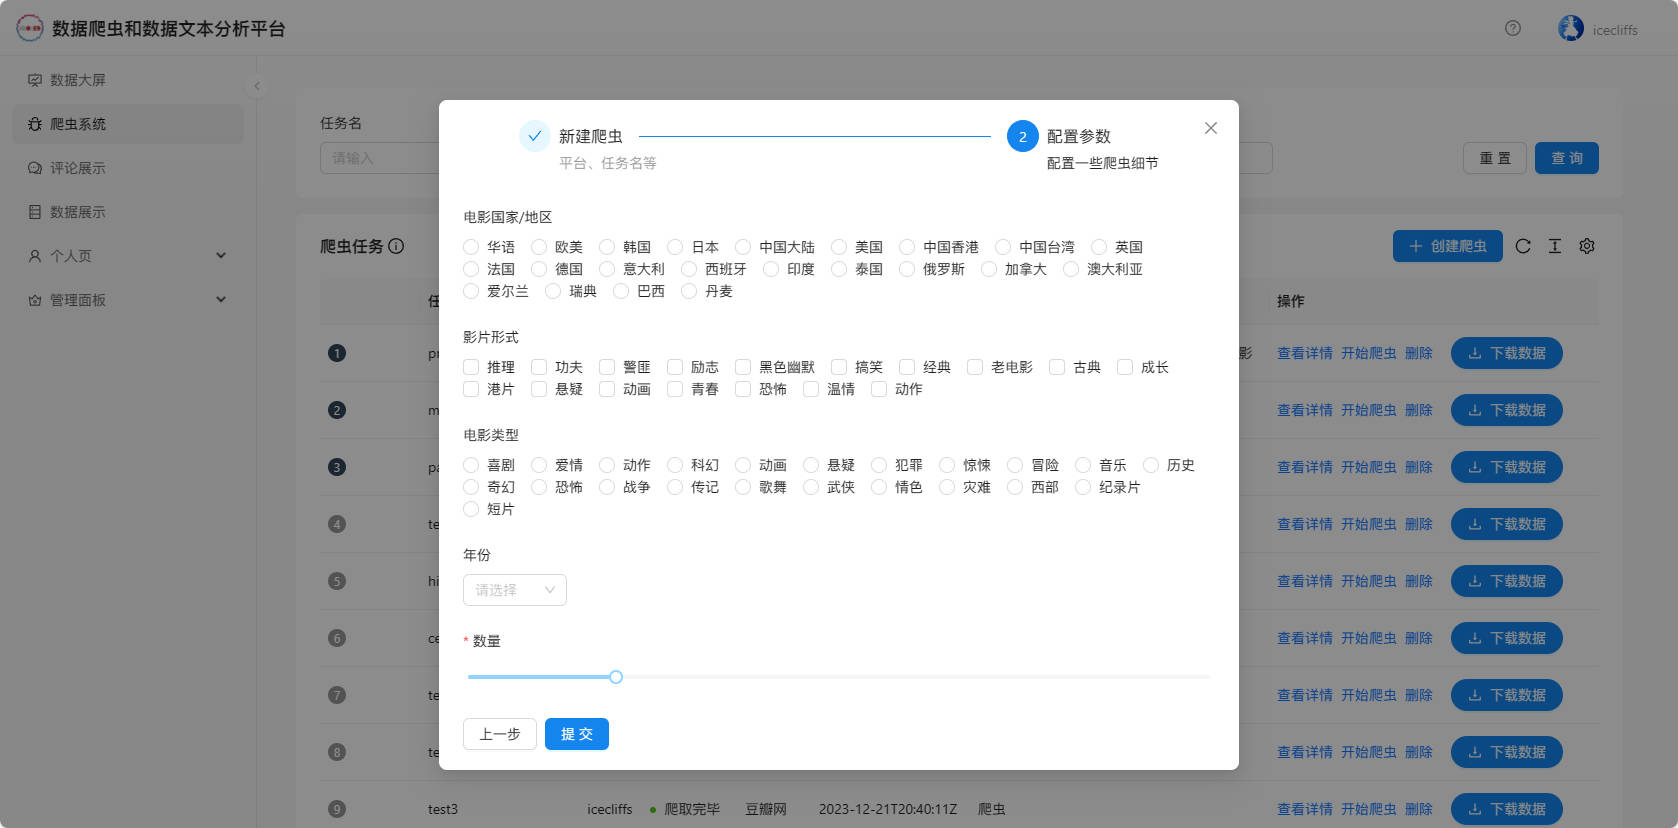 数据爬虫和数据文本分析平台
icecliffs
数据大屏
爬虫系统
评论展示
数据展示
个人页
管理面板
任务名
请输入
重 置
查 询
爬虫任务
创建爬虫
操作
新建爬虫
平台、任务名等
2
配置参数
配置一些爬虫细节
电影国家/地区
华语 欧美 韩国 日本 中国大陆 美国 中国香港 中国台湾 英国
法国 德国 意大利 西班牙 印度 泰国 俄罗斯 加拿大 澳大利亚
爱尔兰 瑞典 巴西 丹麦
影片形式
推理 功夫 警匪 励志 黑色幽默 搞笑 经典 老电影 古典 成长
港片 悬疑 动画 青春 恐怖 温情 动作
电影类型
喜剧 爱情 动作 科幻 动画 悬疑 犯罪 惊悚 冒险 音乐 历史
奇幻 恐怖 战争 传记 歌舞 武侠 情色 灾难 西部 纪录片
短片
年份
请选择
* 数量
上一步
提 交
1 pr 影 查看详情 开始爬虫 删除 下载数据
2 m 查看详情 开始爬虫 删除 下载数据
3 pa 查看详情 开始爬虫 删除 下载数据
4 te 查看详情 开始爬虫 删除 下载数据
5 hi 查看详情 开始爬虫 删除 下载数据
6 ce 查看详情 开始爬虫 删除 下载数据
7 te 查看详情 开始爬虫 删除 下载数据
8 te 查看详情 开始爬虫 删除 下载数据
9 test3 icecliffs 爬取完毕 豆瓣网 2023-12-21T20:40:11Z 爬虫 查看详情 开始爬虫 删除 下载数据